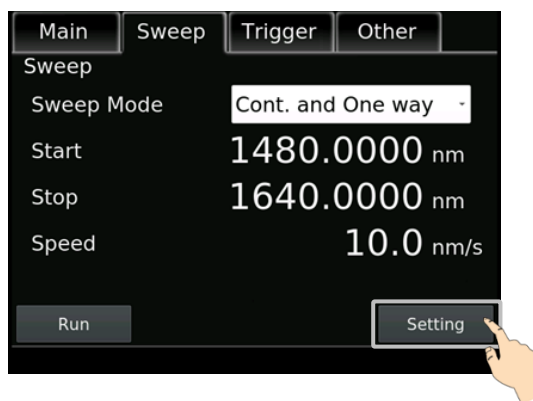 Main Sweep Trigger Other
Sweep
Sweep Mode Cont. and One way
Start 1480.0000 nm
Stop 1640.0000 nm
Speed 10.0 nm/s
Run Setting